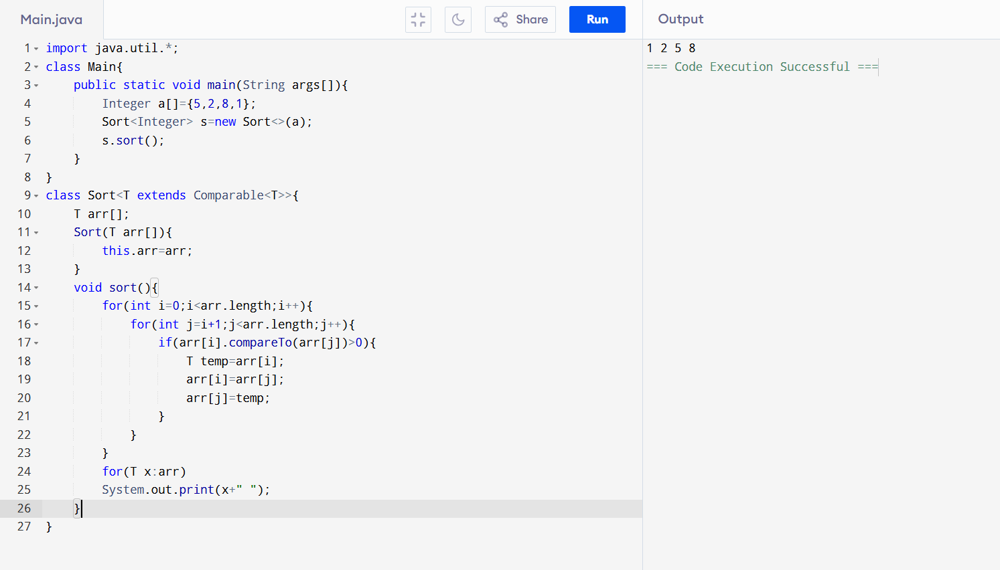 Main.java
Share
Run
Output
1 import java.util.*;
2 class Main{
3     public static void main(String args[]){
4         Integer a[]={5,2,8,1};
5         Sort<Integer> s=new Sort<>(a);
6         s.sort();
7     }
8 }
9 class Sort<T extends Comparable<T>>{
10     T arr[];
11     Sort(T arr[]){
12         this.arr=arr;
13     }
14     void sort(){
15         for(int i=0;i<arr.length;i++){
16             for(int j=i+1;j<arr.length;j++){
17                 if(arr[i].compareTo(arr[j])>0){
18                     T temp=arr[i];
19                     arr[i]=arr[j];
20                     arr[j]=temp;
21                 }
22             }
23         }
24         for(T x:arr)
25         System.out.print(x+" ");
26     }
27 }
1 2 5 8
=== Code Execution Successful ===